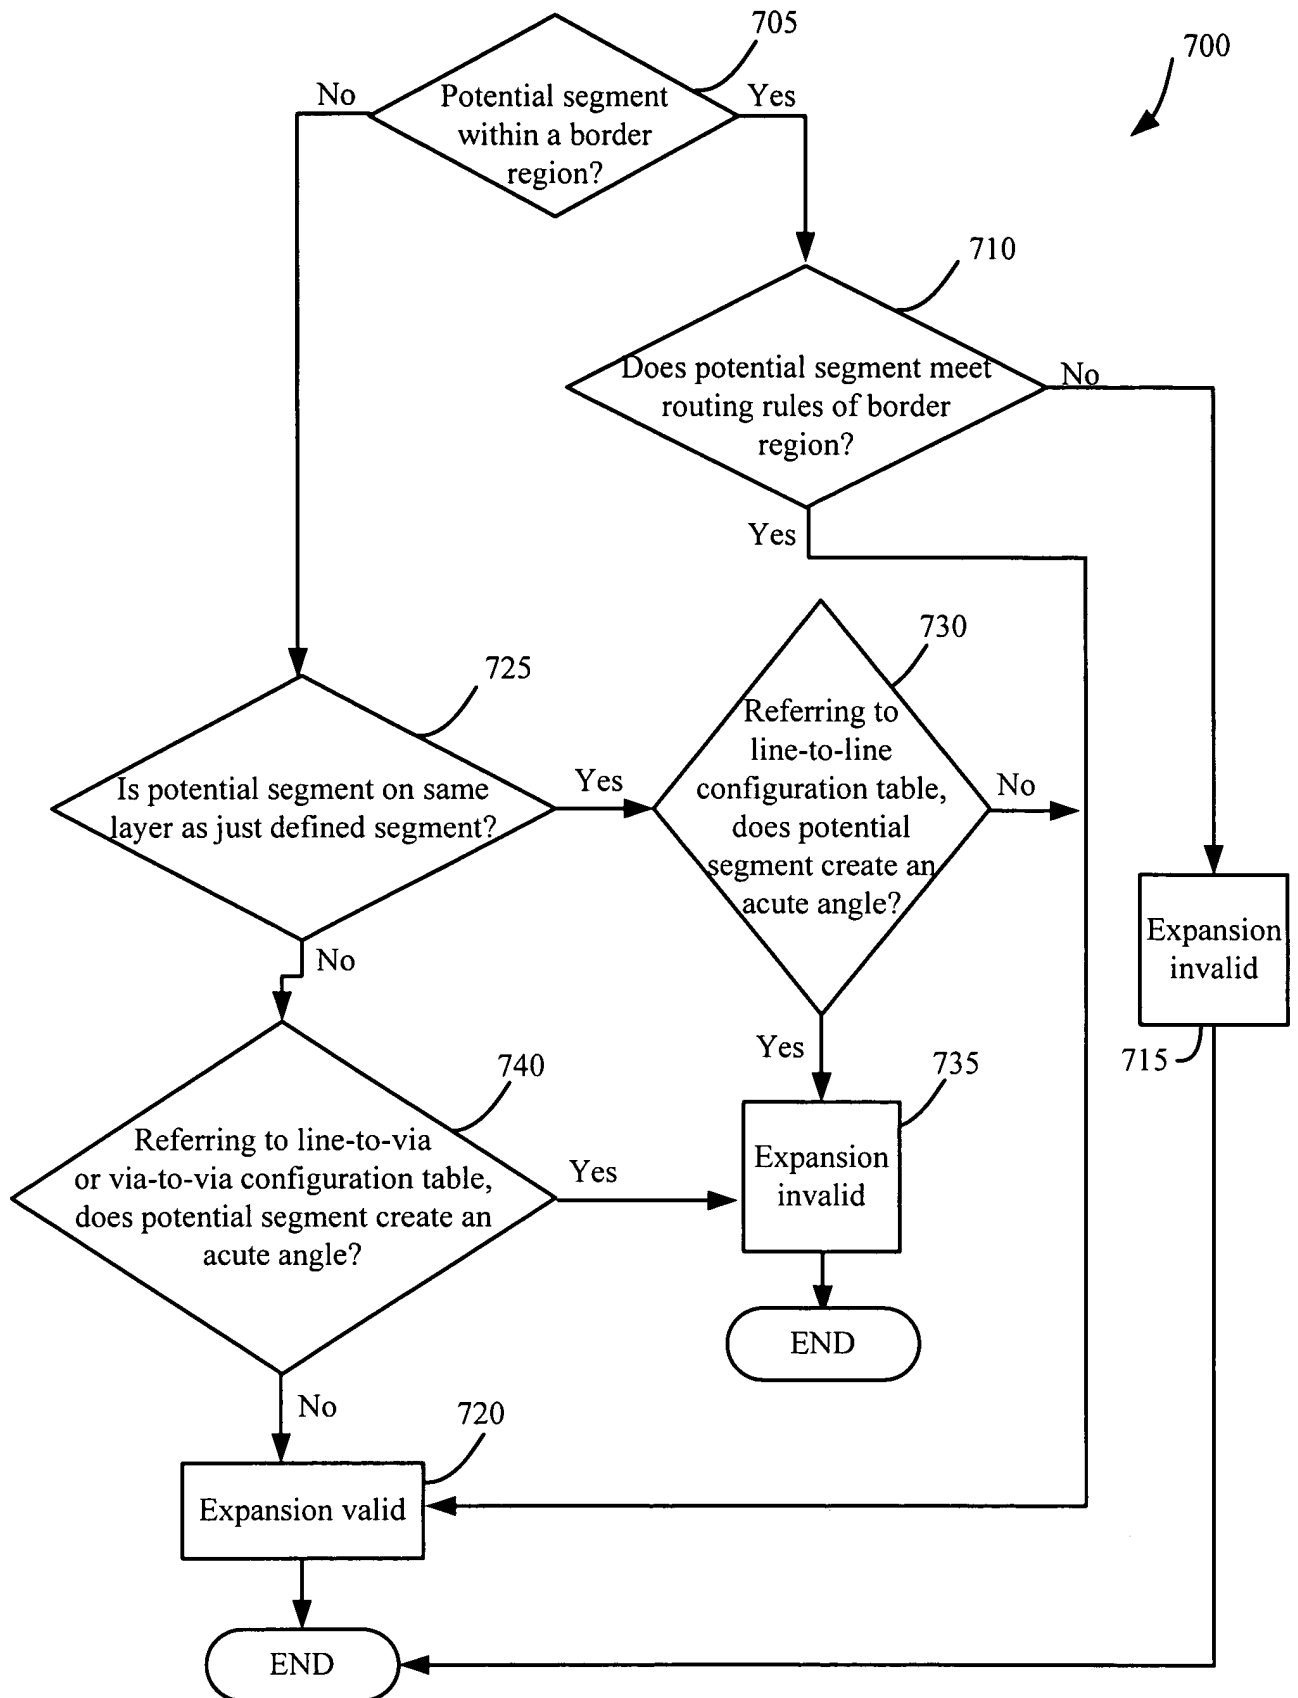 705
700
No
Yes
Potential segment
within a border
region?
710
Does potential segment meet
routing rules of border
region?
No
Yes
730
725
Referring to
line-to-line
configuration table,
does potential
segment create an
acute angle?
Yes
No
Is potential segment on same
layer as just defined segment?
Expansion
invalid
No
715
Yes
735
740
Referring to line-to-via
or via-to-via configuration table,
does potential segment create an
acute angle?
Yes
Expansion
invalid
END
No
720
Expansion valid
END